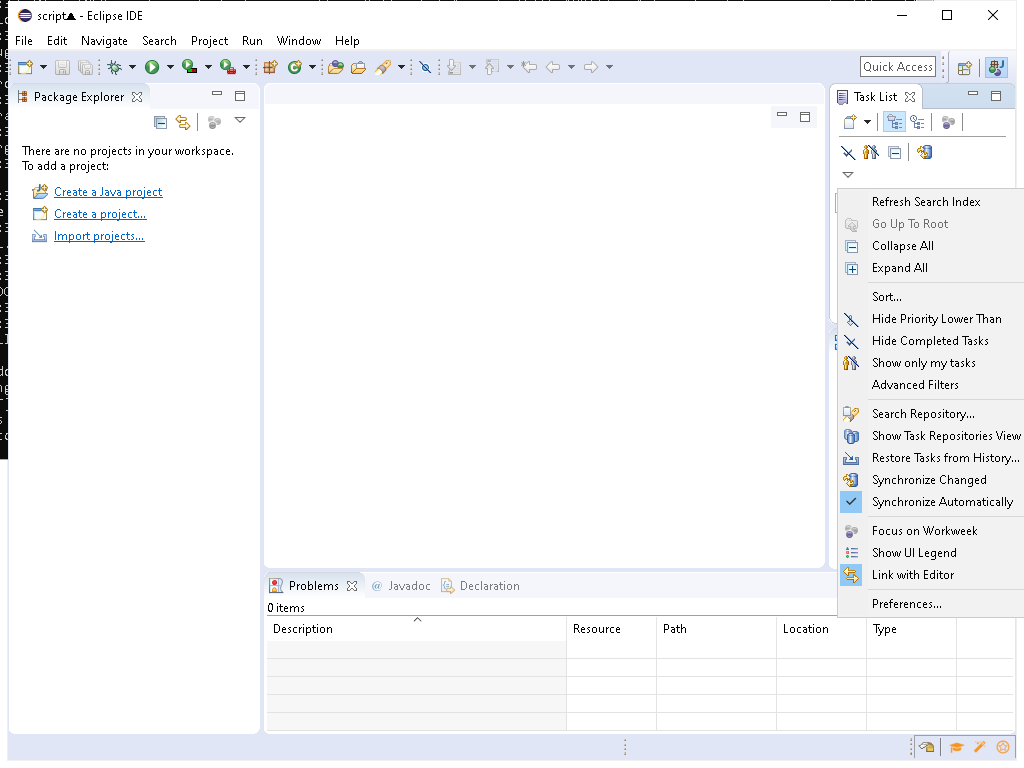 script▲ - Eclipse IDE
File Edit Navigate Search Project Run Window Help
Quick Access
Package Explorer
There are no projects in your workspace.
To add a project:
Create a Java project
Create a project...
Import projects...
Task List
Refresh Search Index
Go Up To Root
Collapse All
Expand All
Sort...
Hide Priority Lower Than
Hide Completed Tasks
Show only my tasks
Advanced Filters
Search Repository...
Show Task Repositories View
Restore Tasks from History...
Synchronize Changed
Synchronize Automatically
Focus on Workweek
Show UI Legend
Link with Editor
Preferences...
Problems @ Javadoc Declaration
0 items
Description Resource Path Location Type